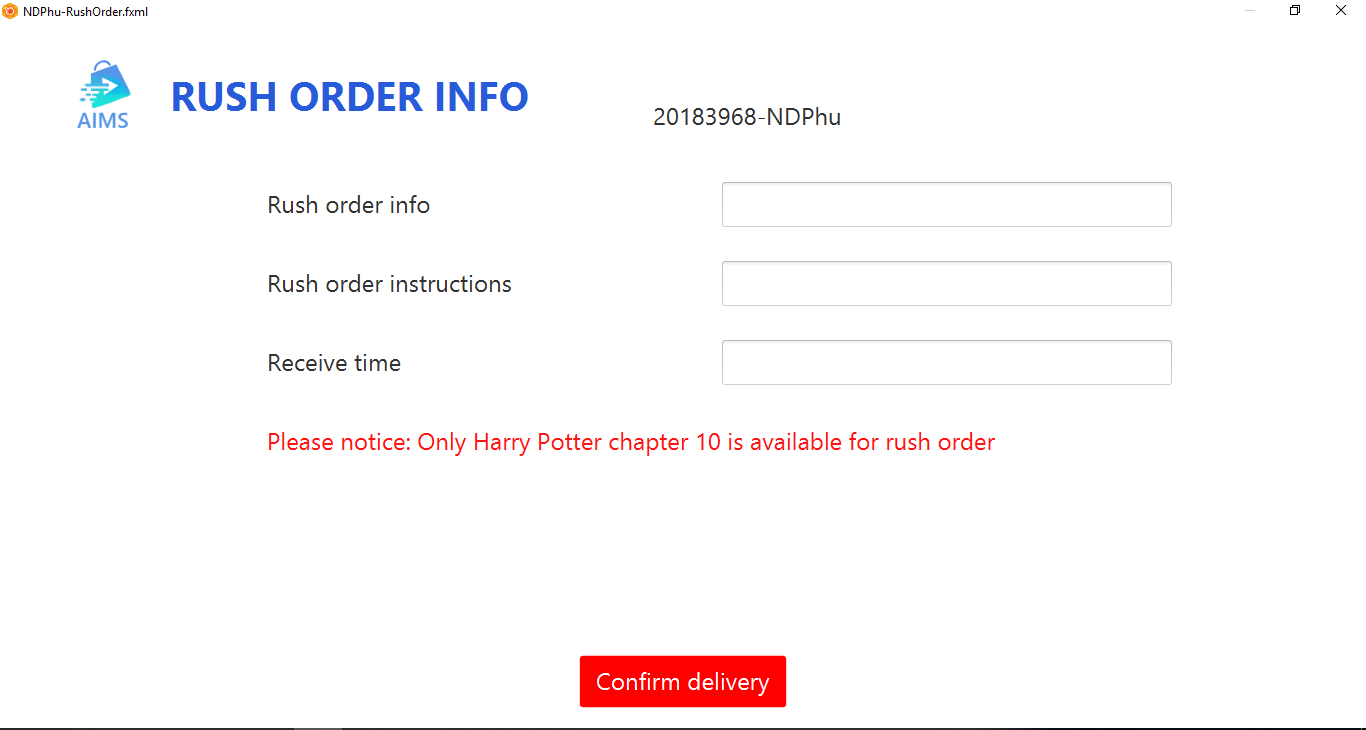 NDPhu-RushOrder.fxml
AIMS
RUSH ORDER INFO
20183968-NDPhu
Rush order info
Rush order instructions
Receive time
Please notice: Only Harry Potter chapter 10 is available for rush order
Confirm delivery